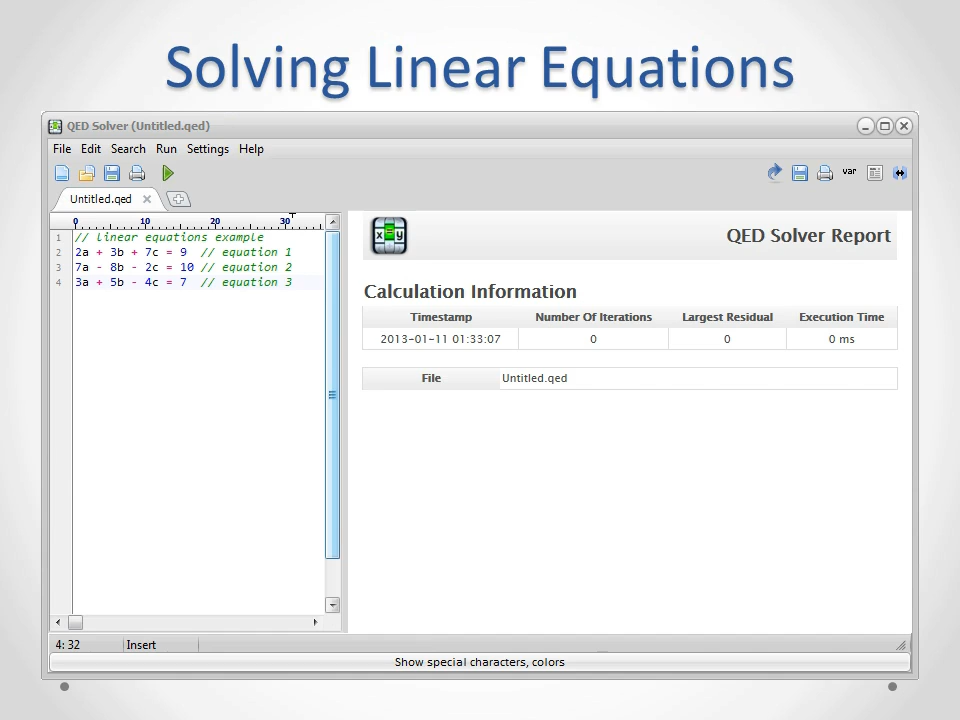 Solving Linear Equations
QED Solver (Untitled.qed)
File Edit Search Run Settings Help
var
Untitled.qed
0 10 20 30
1 // linear equations example
2 2a + 3b + 7c = 9 // equation 1
3 7a - 8b - 2c = 10 // equation 2
4 3a + 5b - 4c = 7 // equation 3
x=y
QED Solver Report
Calculation Information
Timestamp Number Of Iterations Largest Residual Execution Time
2013-01-11 01:33:07 0 0 0 ms
File Untitled.qed
4: 32 Insert
Show special characters, colors